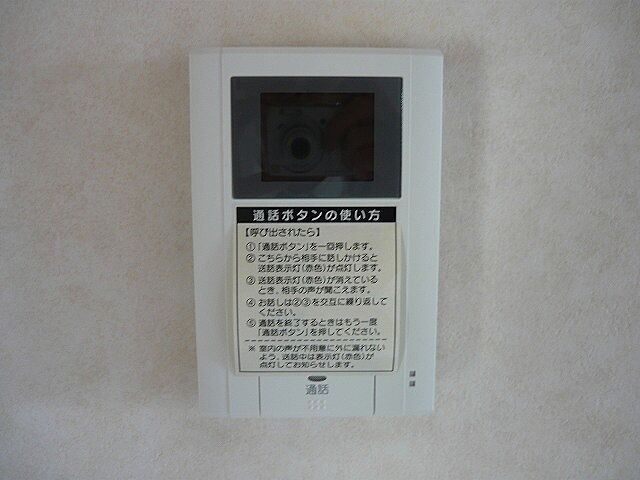 通話ボタンの使い方
【呼び出されたら】
①「通話ボタン」を一回押します。
② こちらから相手に話しかけると
送話表示灯(赤色)が点灯します。
③ 送話表示灯(赤色)が消えている
とき、相手の声が聞こえます。
④ お話しは②③を交互に繰り返して
ください。
⑤ 通話を終了するときはもう一度
「通話ボタン」を押してください。
※ 室内の声が不用意に外に漏れない
よう、送話中は表示灯(赤色)が
点灯してお知らせします。
通話